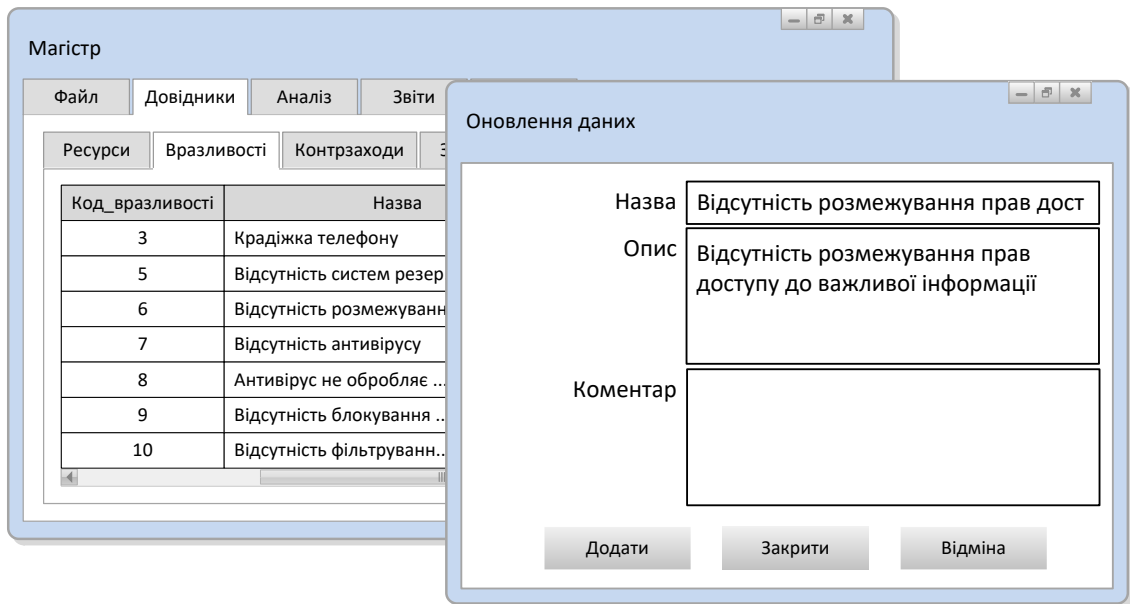 Магістр
Файл Довідники Аналіз Звіти
Ресурси Вразливості Контрзаходи
Код_вразливості Назва
3 Крадіжка телефону
5 Відсутність систем резер
6 Відсутність розмежуванн
7 Відсутність антивірусу
8 Антивірус не обробляє ...
9 Відсутність блокування ..
10 Відсутність фільтруванн..
Оновлення даних
Назва Відсутність розмежування прав дост
Опис Відсутність розмежування прав
доступу до важливої інформації
Коментар
Додати Закрити Відміна